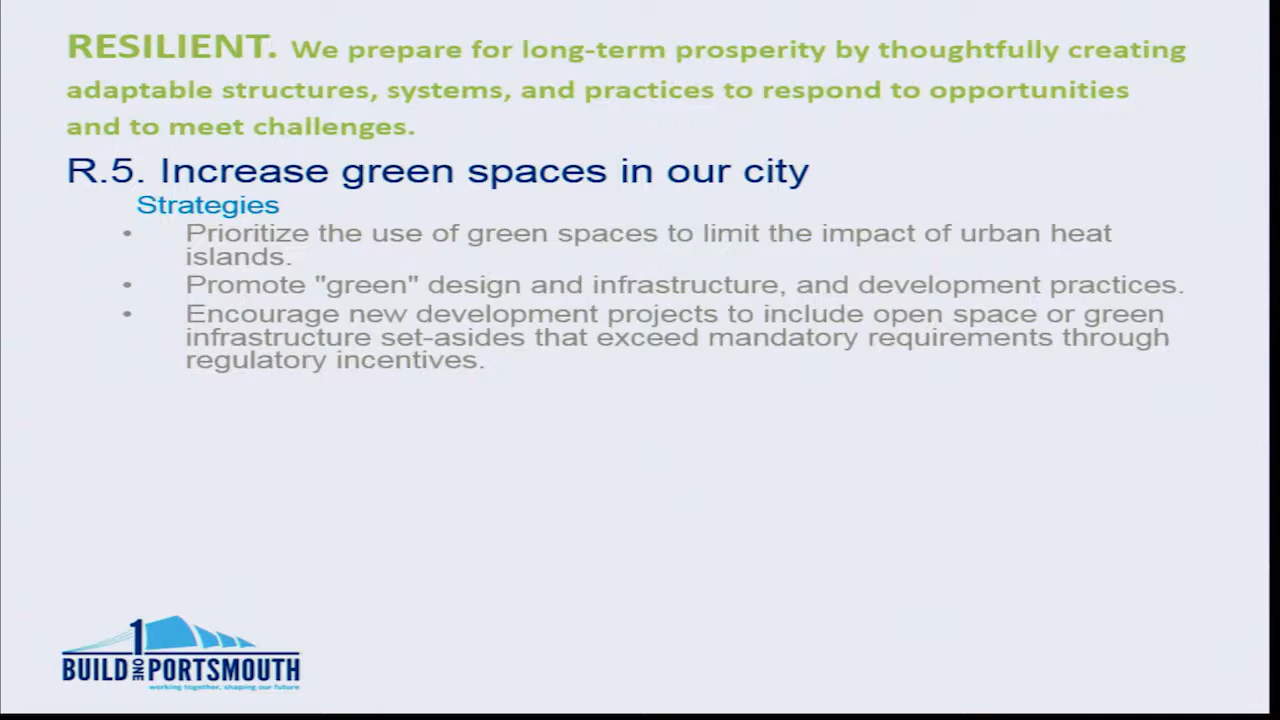 RESILIENT. We prepare for long-term prosperity by thoughtfully creating
adaptable structures, systems, and practices to respond to opportunities
and to meet challenges.
R.5. Increase green spaces in our city
Strategies
• Prioritize the use of green spaces to limit the impact of urban heat
islands.
• Promote "green" design and infrastructure, and development practices.
• Encourage new development projects to include open space or green
infrastructure set-asides that exceed mandatory requirements through
regulatory incentives.
1
BUILD ONE PORTSMOUTH
working together, shaping our future